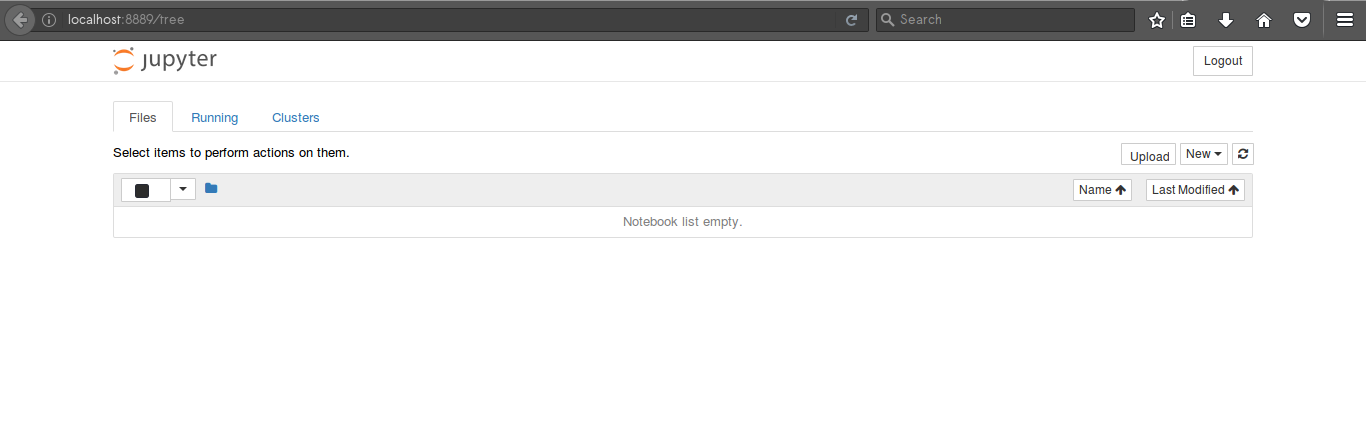 localhost:8889/tree
Search
jupyter
Logout
Files Running Clusters
Select items to perform actions on them.
Upload New
Name Last Modified
Notebook list empty.